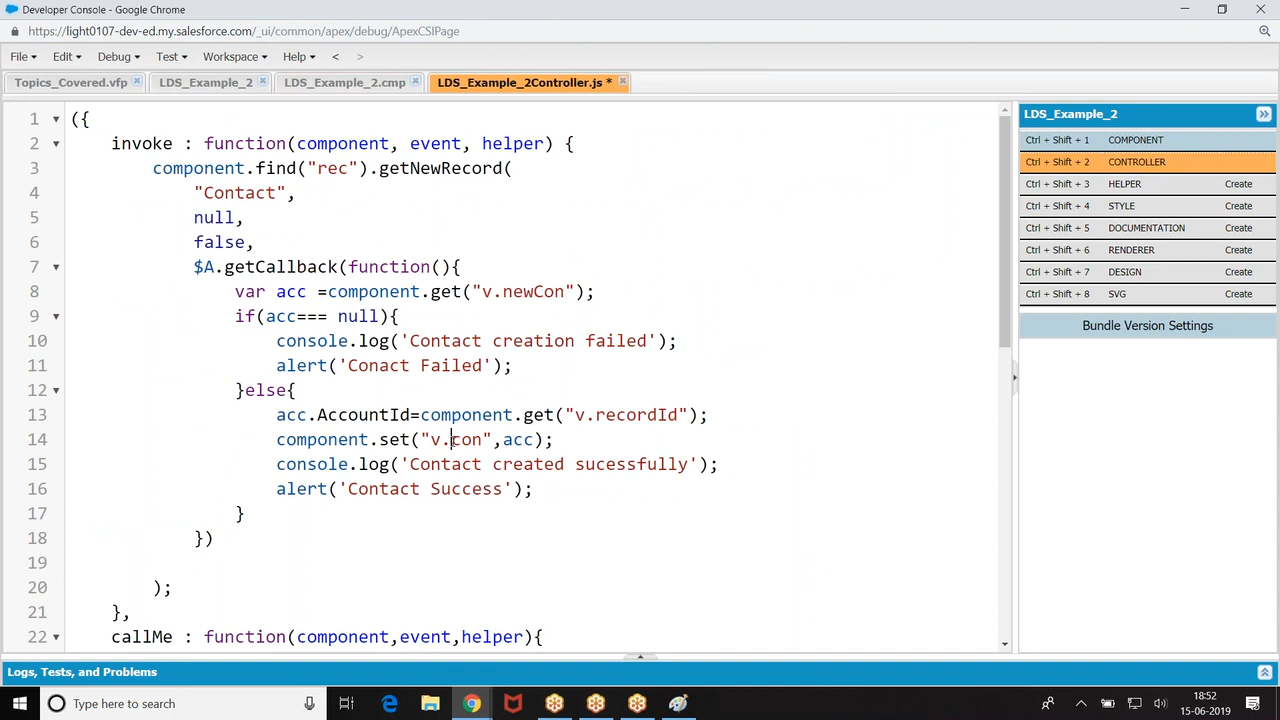 Developer Console - Google Chrome
https://light0107-dev-ed.my.salesforce.com/_ui/common/apex/debug/ApexCSIPage
File Edit Debug Test Workspace Help < >
Topics_Covered.vfp LDS_Example_2 LDS_Example_2.cmp LDS_Example_2Controller.js *
1 ({
2 invoke : function(component, event, helper) {
3 component.find("rec").getNewRecord(
4 "Contact",
5 null,
6 false,
7 $A.getCallback(function(){
8 var acc =component.get("v.newCon");
9 if(acc=== null){
10 console.log('Contact creation failed');
11 alert('Conact Failed');
12 }else{
13 acc.AccountId=component.get("v.recordId");
14 component.set("v.con",acc);
15 console.log('Contact created sucessfully');
16 alert('Contact Success');
17 }
18 })
19
20 );
21 },
22 callMe : function(component,event,helper){
LDS_Example_2
Ctrl + Shift + 1 COMPONENT
Ctrl + Shift + 2 CONTROLLER
Ctrl + Shift + 3 HELPER Create
Ctrl + Shift + 4 STYLE Create
Ctrl + Shift + 5 DOCUMENTATION Create
Ctrl + Shift + 6 RENDERER Create
Ctrl + Shift + 7 DESIGN Create
Ctrl + Shift + 8 SVG Create
Bundle Version Settings
Logs, Tests, and Problems
Type here to search
18:52
15-06-2019